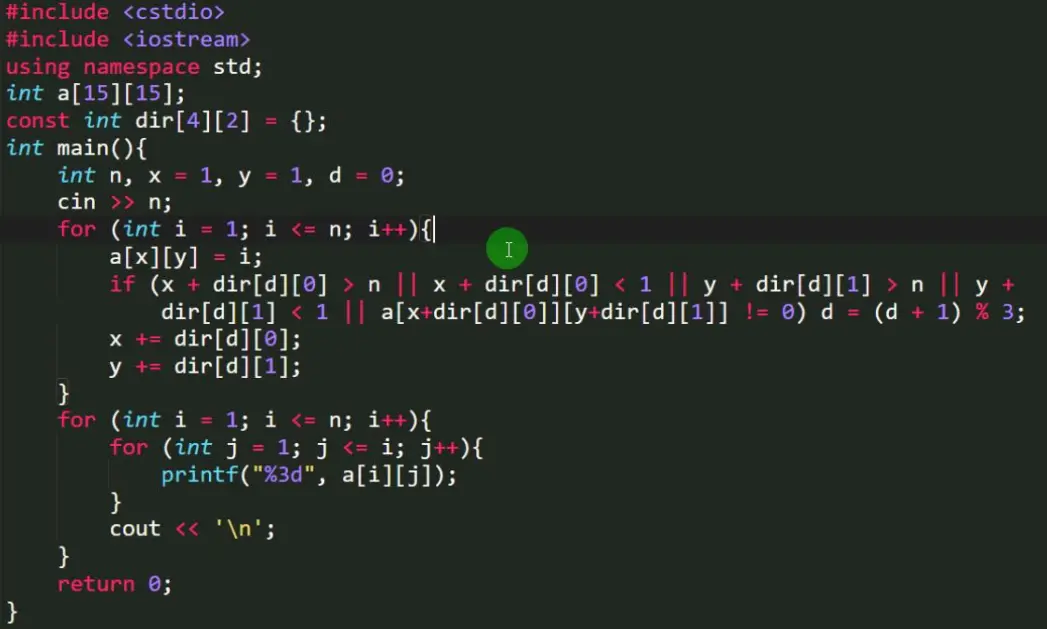 #include <cstdio>
#include <iostream>
using namespace std;
int a[15][15];
const int dir[4][2] = {};
int main(){
    int n, x = 1, y = 1, d = 0;
    cin >> n;
    for (int i = 1; i <= n; i++){
        a[x][y] = i;
        if (x + dir[d][0] > n || x + dir[d][0] < 1 || y + dir[d][1] > n || y +
            dir[d][1] < 1 || a[x+dir[d][0]][y+dir[d][1]] != 0) d = (d + 1) % 3;
        x += dir[d][0];
        y += dir[d][1];
    }
    for (int i = 1; i <= n; i++){
        for (int j = 1; j <= i; j++){
            printf("%3d", a[i][j]);
        }
        cout << '\n';
    }
    return 0;
}